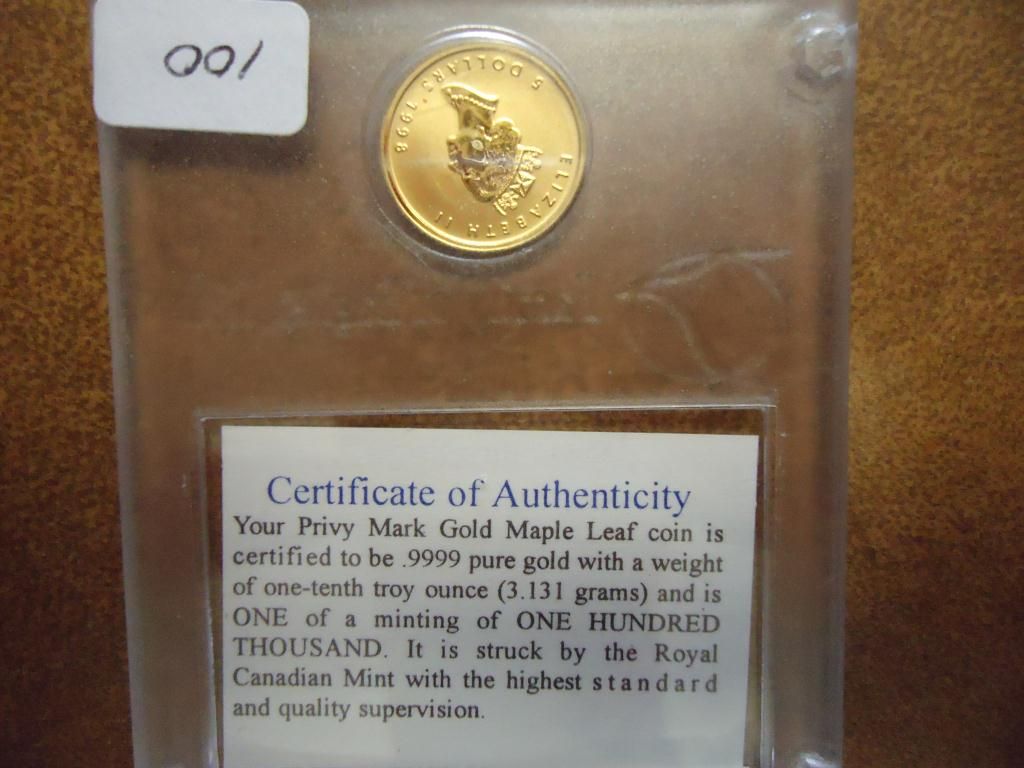 001
ELIZABETH II
5 DOLLARS 1998
Certificate of Authenticity
Your Privy Mark Gold Maple Leaf coin is
certified to be .9999 pure gold with a weight
of one-tenth troy ounce (3.131 grams) and is
ONE of a minting of ONE HUNDRED
THOUSAND. It is struck by the Royal
Canadian Mint with the highest standard
and quality supervision.